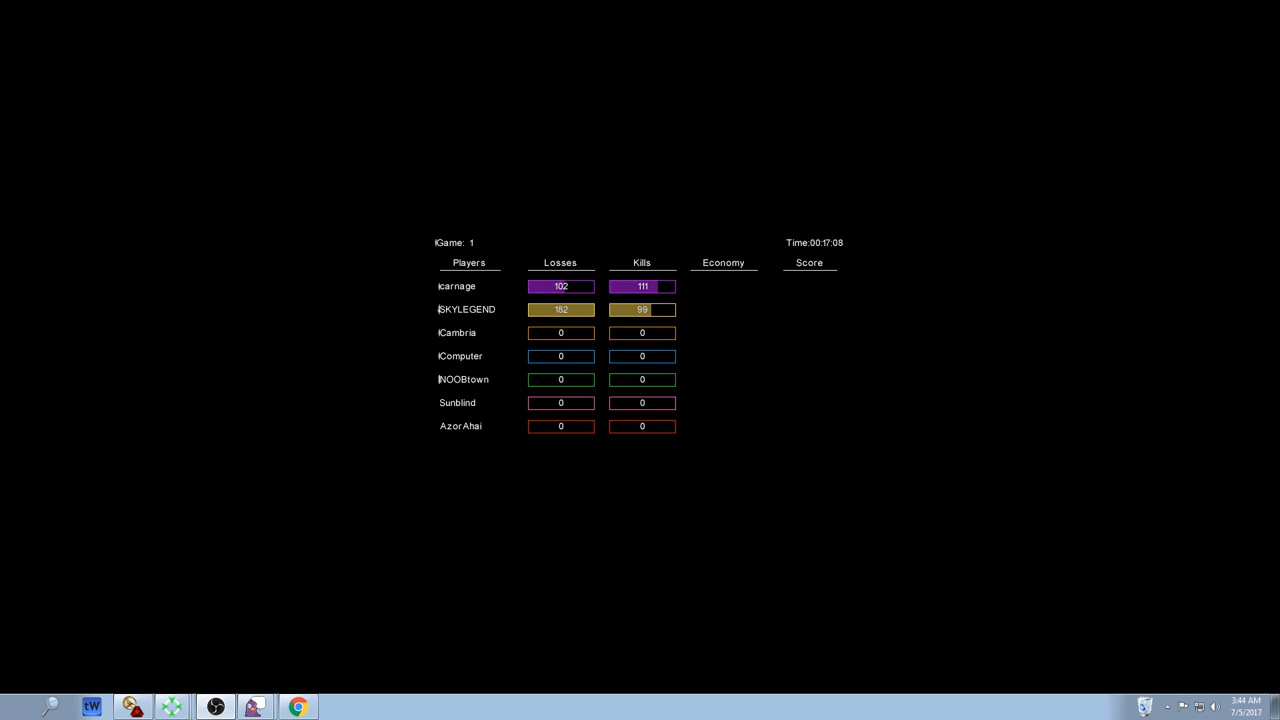 Game: 1 Time:00:17:08
Players Losses Kills Economy Score
carnage 102 111
SKYLEGEND 182 99
Cambria 0 0
Computer 0 0
NOOBtown 0 0
Sunblind 0 0
AzorAhai 0 0
tW
3:44 AM
7/5/2017